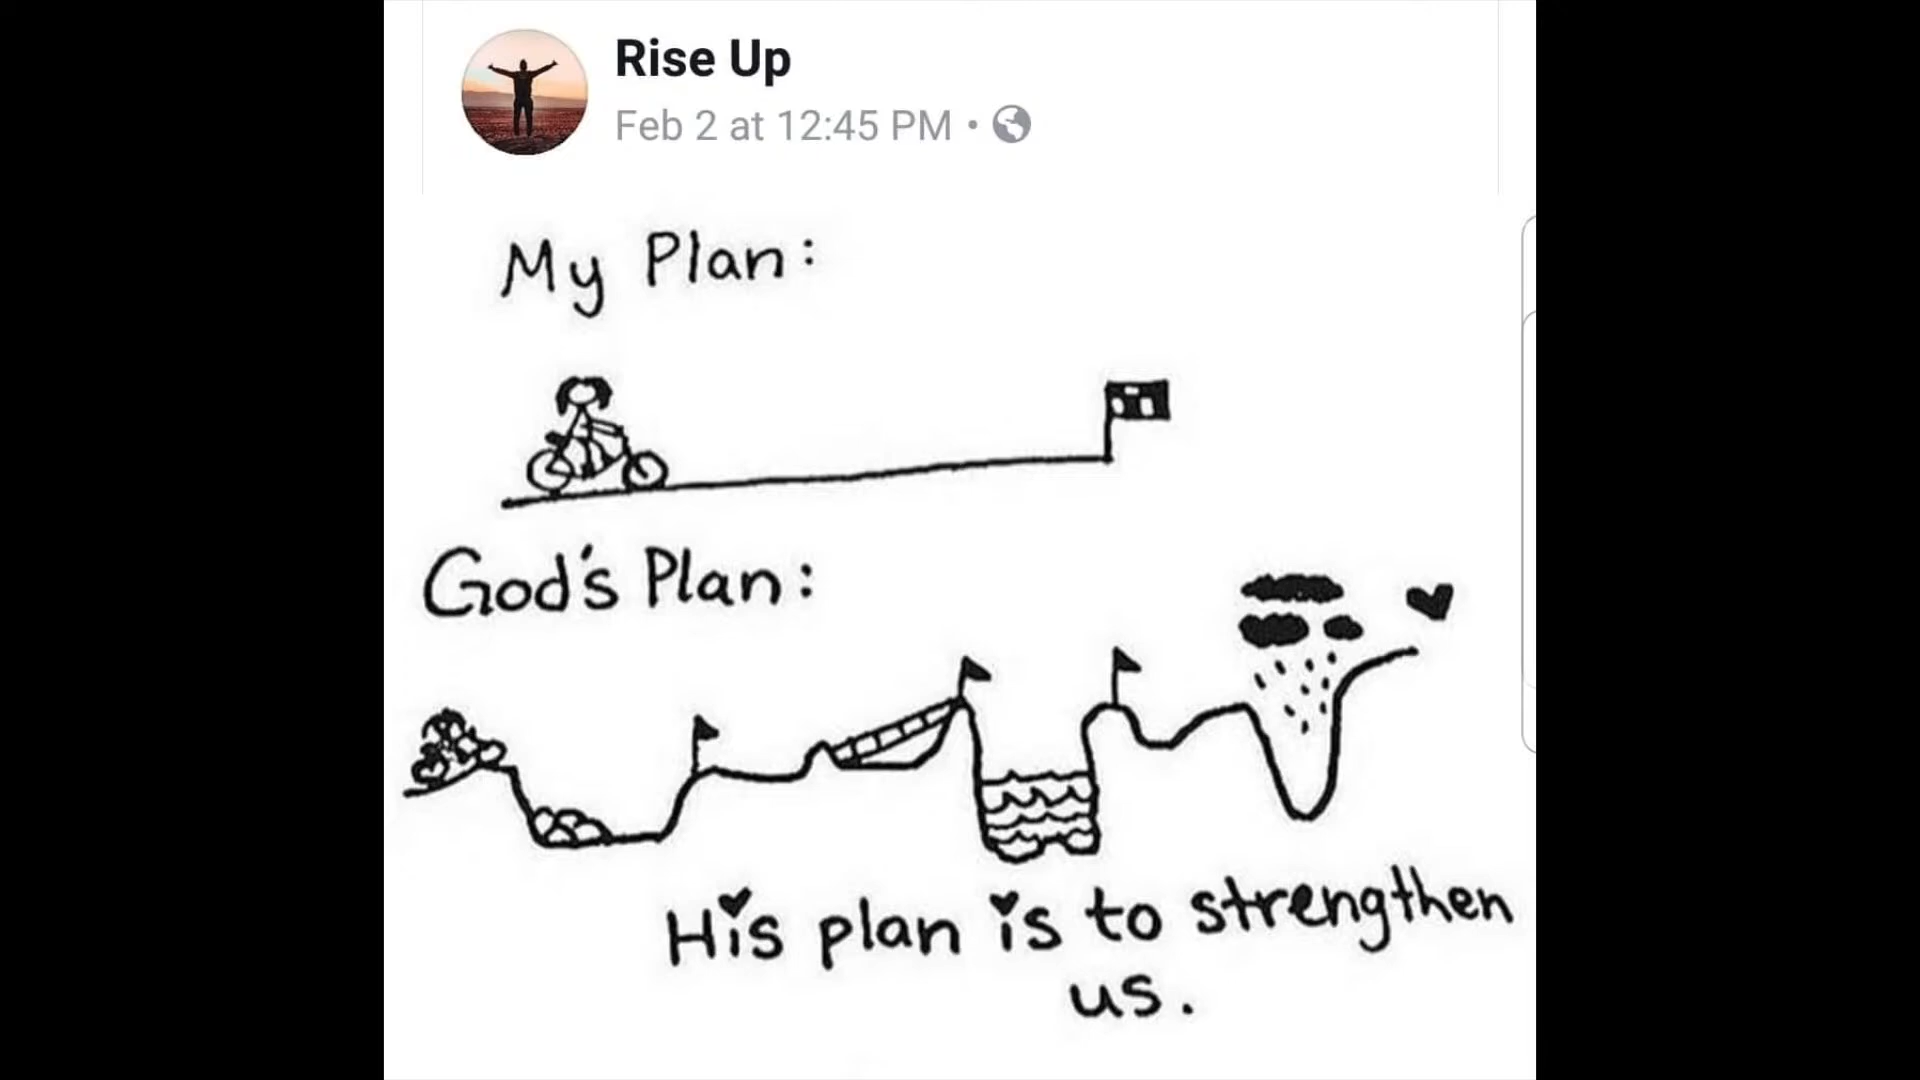 Rise Up
Feb 2 at 12:45 PM •
My Plan:
God's Plan:
His plan is to strengthen
us.